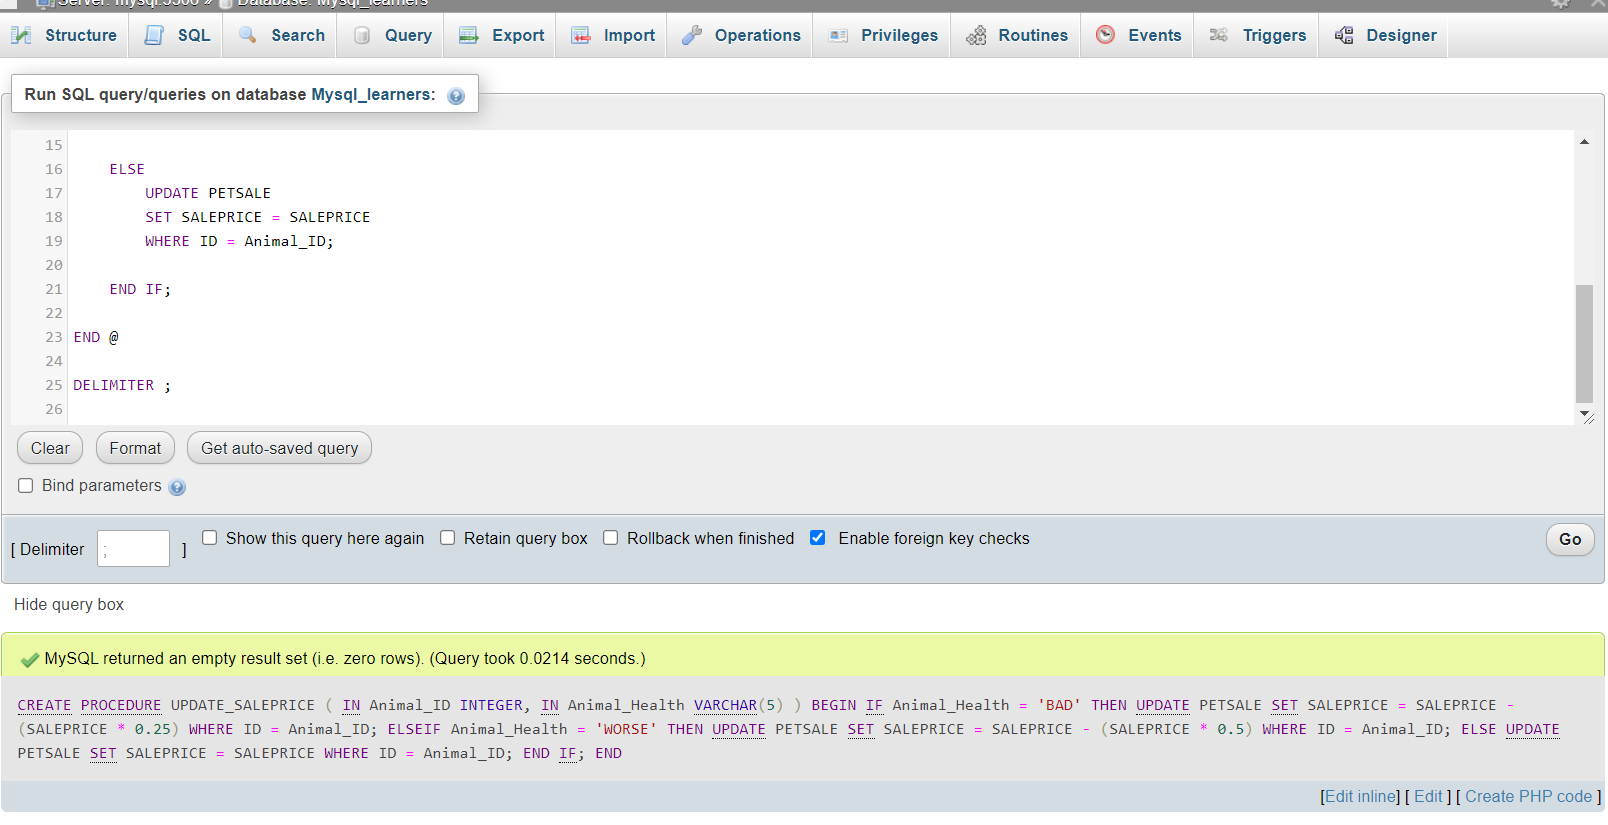 Server: mysql:3306 » Database: Mysql_learners
Structure SQL Search Query Export Import Operations Privileges Routines Events Triggers Designer
Run SQL query/queries on database Mysql_learners:
15
16 ELSE
17 UPDATE PETSALE
18 SET SALEPRICE = SALEPRICE
19 WHERE ID = Animal_ID;
20
21 END IF;
22
23 END @
24
25 DELIMITER ;
26
Clear Format Get auto-saved query
Bind parameters
[ Delimiter ; ] Show this query here again Retain query box Rollback when finished Enable foreign key checks Go
Hide query box
MySQL returned an empty result set (i.e. zero rows). (Query took 0.0214 seconds.)
CREATE PROCEDURE UPDATE_SALEPRICE ( IN Animal_ID INTEGER, IN Animal_Health VARCHAR(5) ) BEGIN IF Animal_Health = 'BAD' THEN UPDATE PETSALE SET SALEPRICE = SALEPRICE -
(SALEPRICE * 0.25) WHERE ID = Animal_ID; ELSEIF Animal_Health = 'WORSE' THEN UPDATE PETSALE SET SALEPRICE = SALEPRICE - (SALEPRICE * 0.5) WHERE ID = Animal_ID; ELSE UPDATE
PETSALE SET SALEPRICE = SALEPRICE WHERE ID = Animal_ID; END IF; END
[Edit inline] [ Edit ] [ Create PHP code ]